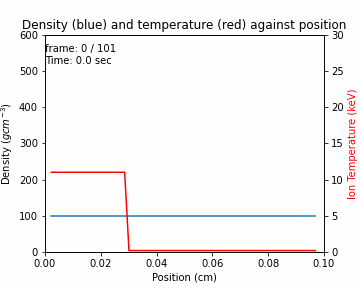 Density (blue) and temperature (red) against position
frame: 0 / 101
Time: 0.0 sec
600
500
400
300
200
100
0
Density (gcm⁻³)
30
25
20
15
10
5
0
Ion Temperature (keV)
0.00 0.02 0.04 0.06 0.08 0.10
Position (cm)